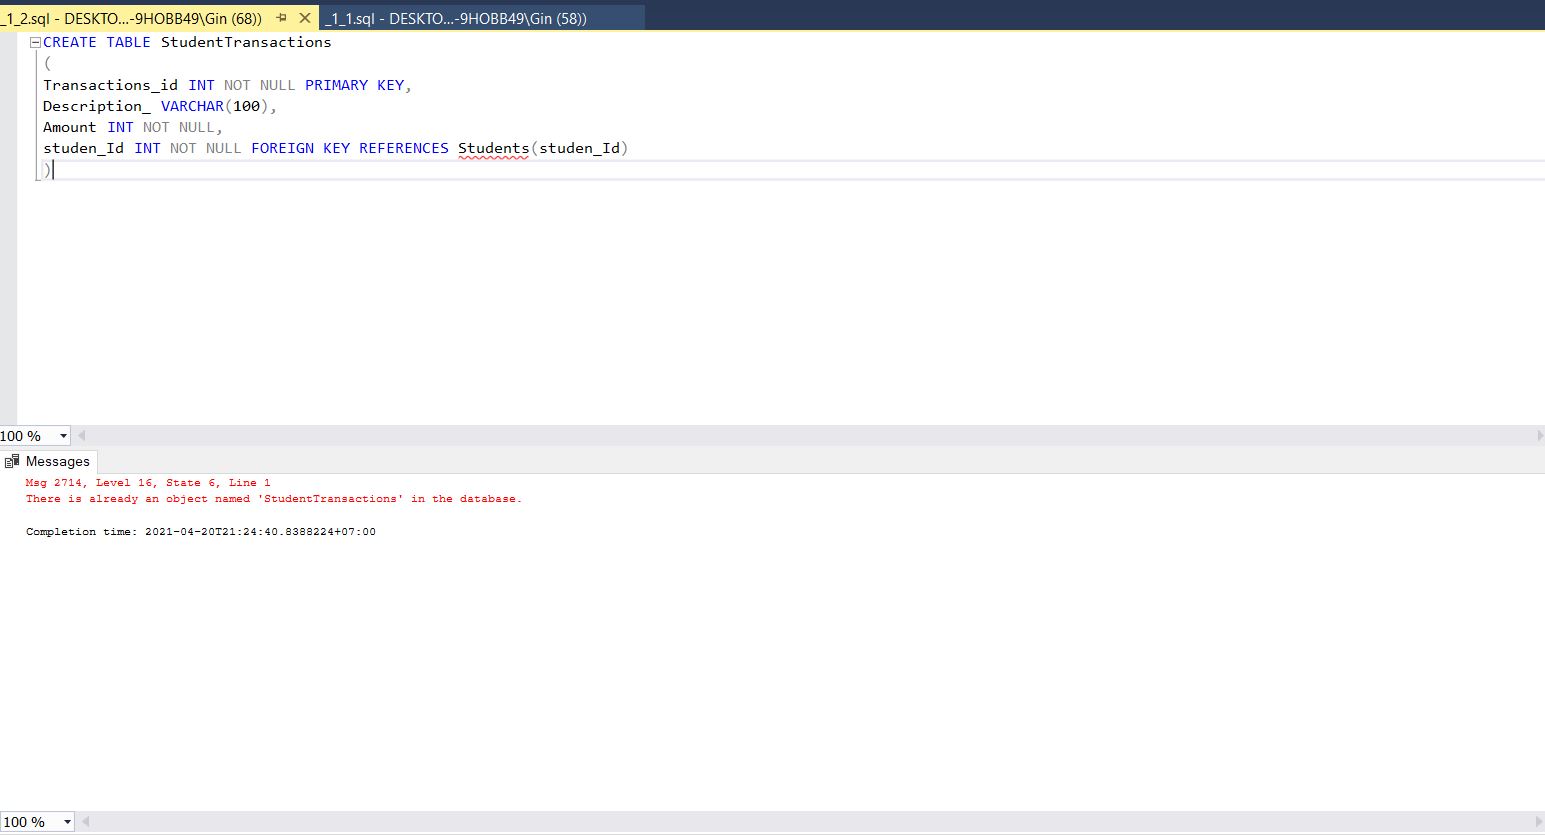 _1_2.sql - DESKTO...-9HOBB49\Gin (68))
_1_1.sql - DESKTO...-9HOBB49\Gin (58))
CREATE TABLE StudentTransactions
(
Transactions_id INT NOT NULL PRIMARY KEY,
Description_ VARCHAR(100),
Amount INT NOT NULL,
studen_Id INT NOT NULL FOREIGN KEY REFERENCES Students(studen_Id)
)
100 %
Messages
Msg 2714, Level 16, State 6, Line 1
There is already an object named 'StudentTransactions' in the database.
Completion time: 2021-04-20T21:24:40.8388224+07:00
100 %